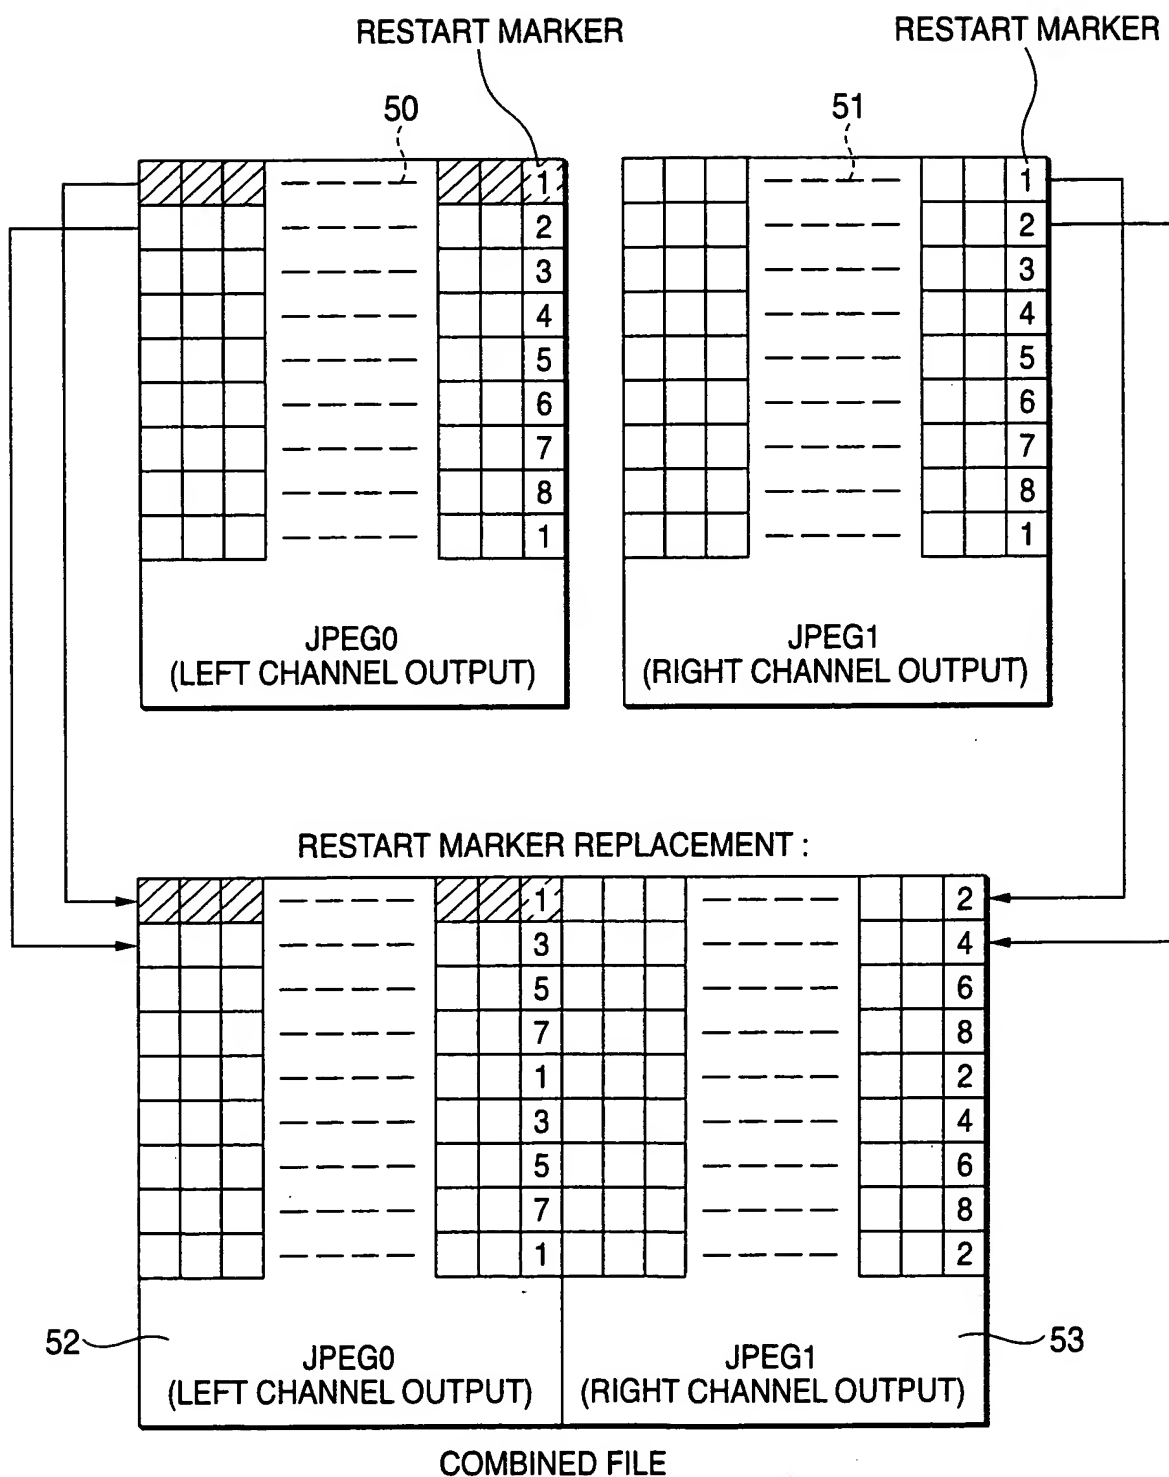 RESTART MARKER RESTART MARKER
50 51
1 1
2 2
3 3
4 4
5 5
6 6
7 7
8 8
1 1
JPEG0 JPEG1
(LEFT CHANNEL OUTPUT) (RIGHT CHANNEL OUTPUT)
RESTART MARKER REPLACEMENT :
1 2
3 4
5 6
7 8
1 2
3 4
5 6
7 8
1 2
52 53
JPEG0 JPEG1
(LEFT CHANNEL OUTPUT) (RIGHT CHANNEL OUTPUT)
COMBINED FILE